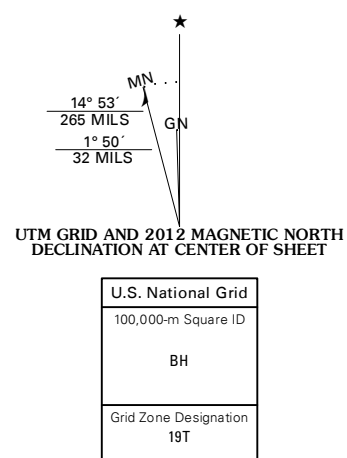 ★
MN
GN
14° 53´
265 MILS
1° 50´
32 MILS
UTM GRID AND 2012 MAGNETIC NORTH
DECLINATION AT CENTER OF SHEET
U.S. National Grid
100,000-m Square ID
BH
Grid Zone Designation
19T